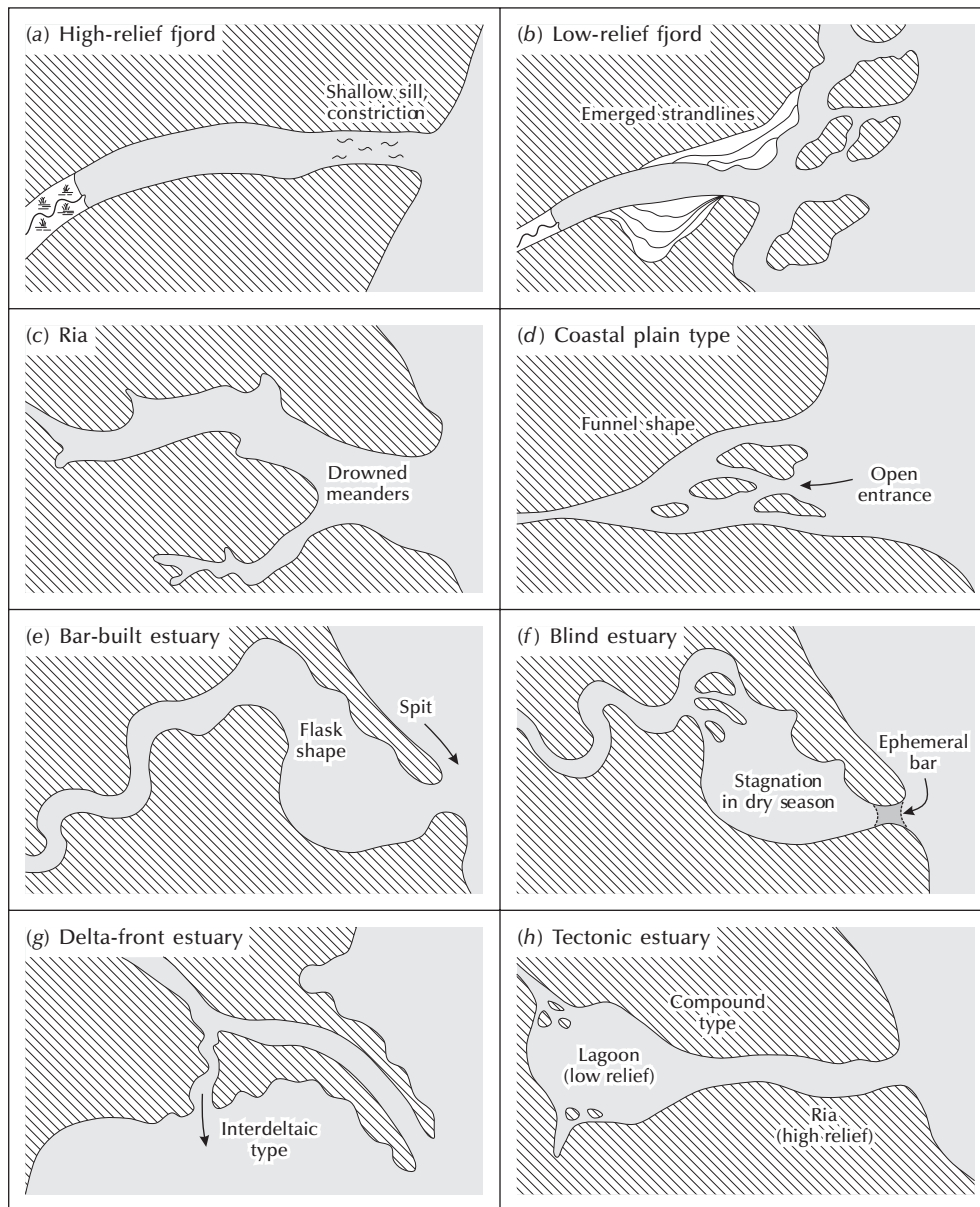 (a) High-relief fjord
Shallow sill,
constriction
(b) Low-relief fjord
Emerged strandlines
(c) Ria
Drowned
meanders
(d) Coastal plain type
Funnel shape
Open
entrance
(e) Bar-built estuary
Spit
Flask
shape
(f) Blind estuary
Ephemeral
bar
Stagnation
in dry season
(g) Delta-front estuary
Interdeltaic
type
(h) Tectonic estuary
Compound
type
Lagoon
(low relief)
Ria
(high relief)